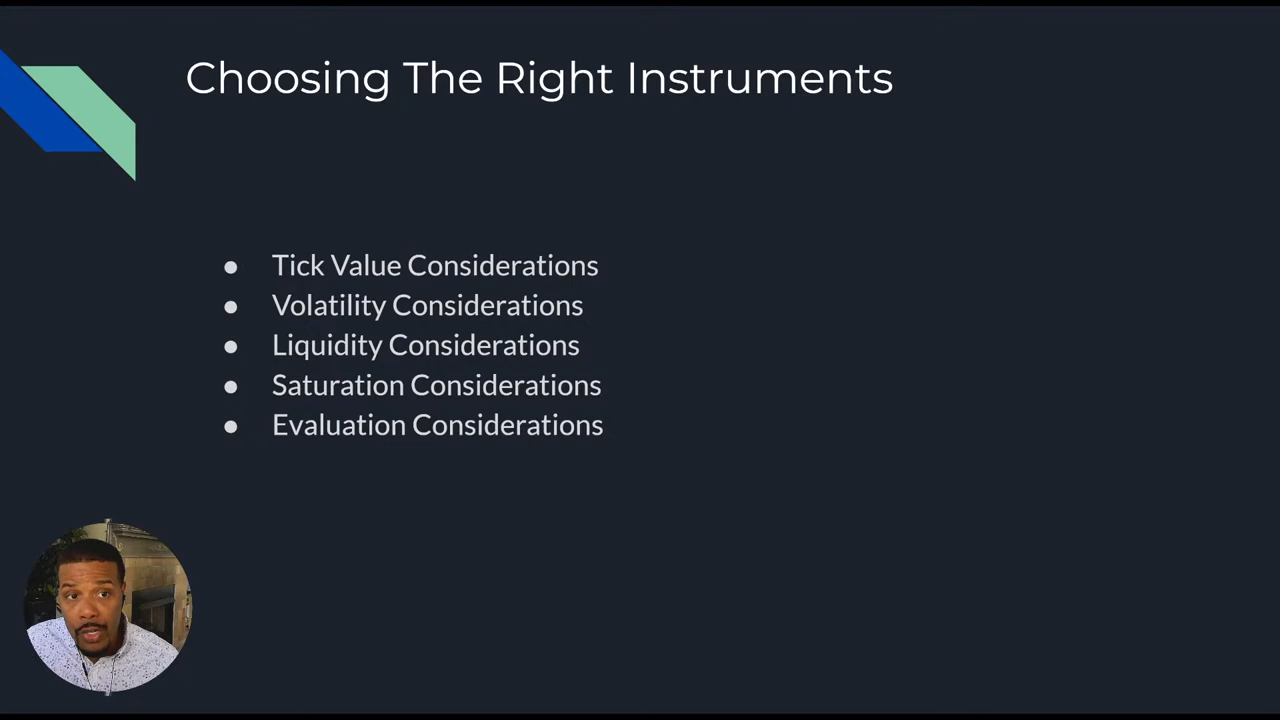 Choosing The Right Instruments
● Tick Value Considerations
● Volatility Considerations
● Liquidity Considerations
● Saturation Considerations
● Evaluation Considerations